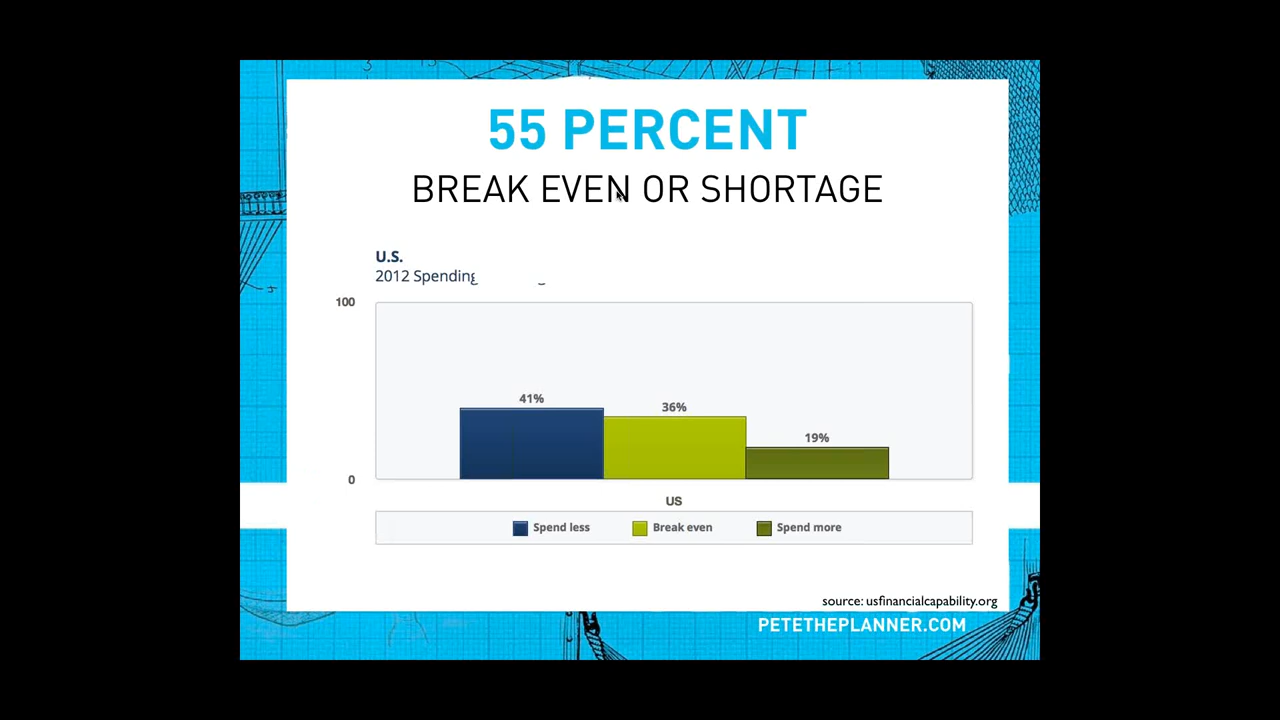 55 PERCENT
BREAK EVEN OR SHORTAGE
U.S.
2012 Spending
100
41%
36%
19%
0
US
Spend less Break even Spend more
source: usfinancialcapability.org
PETETHEPLANNER.COM